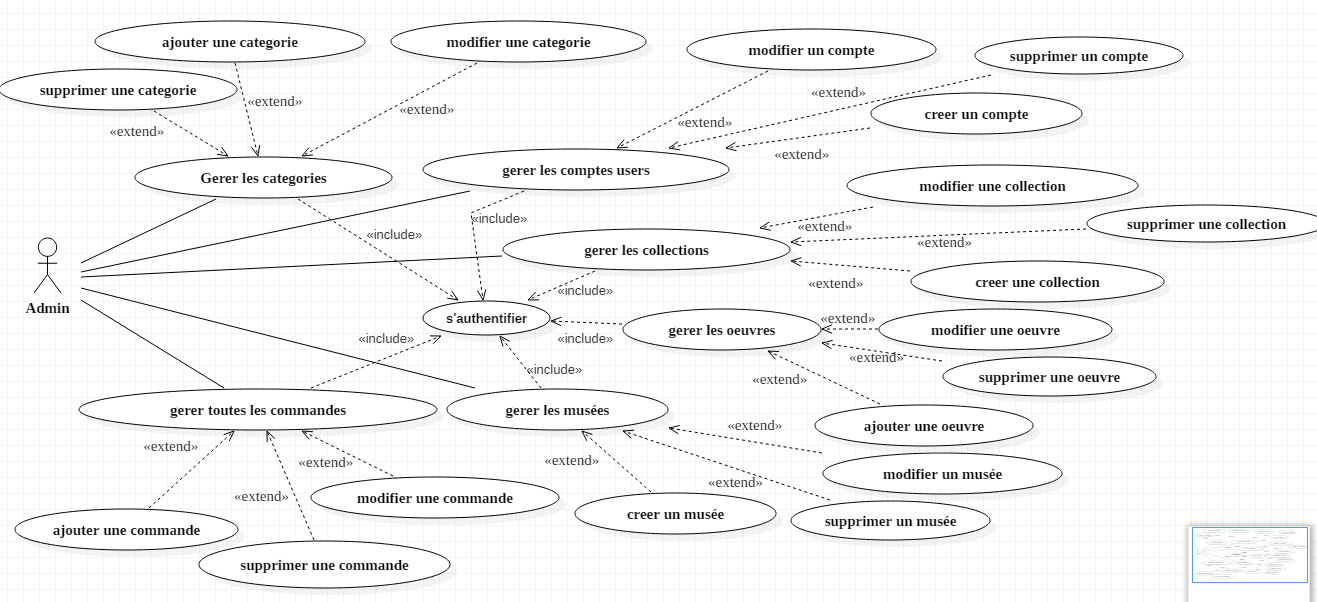 ajouter une categorie
modifier une categorie
modifier un compte
supprimer un compte
supprimer une categorie
«extend»
«extend»
«extend»
«extend»
creer un compte
«extend»
«extend»
Gerer les categories
gerer les comptes users
modifier une collection
«include»
«include»
«extend»
supprimer une collection
«extend»
gerer les collections
«extend»
creer une collection
«include»
Admin
s'authentifier
«include»
gerer les oeuvres
«extend»
modifier une oeuvre
«include»
«extend»
«include»
«extend»
supprimer une oeuvre
gerer toutes les commandes
gerer les musées
ajouter une oeuvre
«extend»
«extend»
«extend»
«extend»
modifier un musée
«extend»
«extend»
modifier une commande
creer un musée
supprimer un musée
ajouter une commande
supprimer une commande